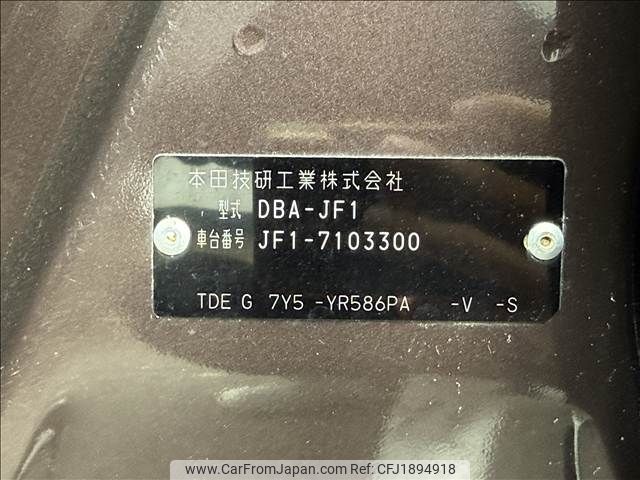 本田技研工業株式会社
型式 DBA-JF1
車台番号 JF1-7103300
TDE G 7Y5 -YR586PA -V -S
www.CarFromJapan.com Ref: CFJ1894918